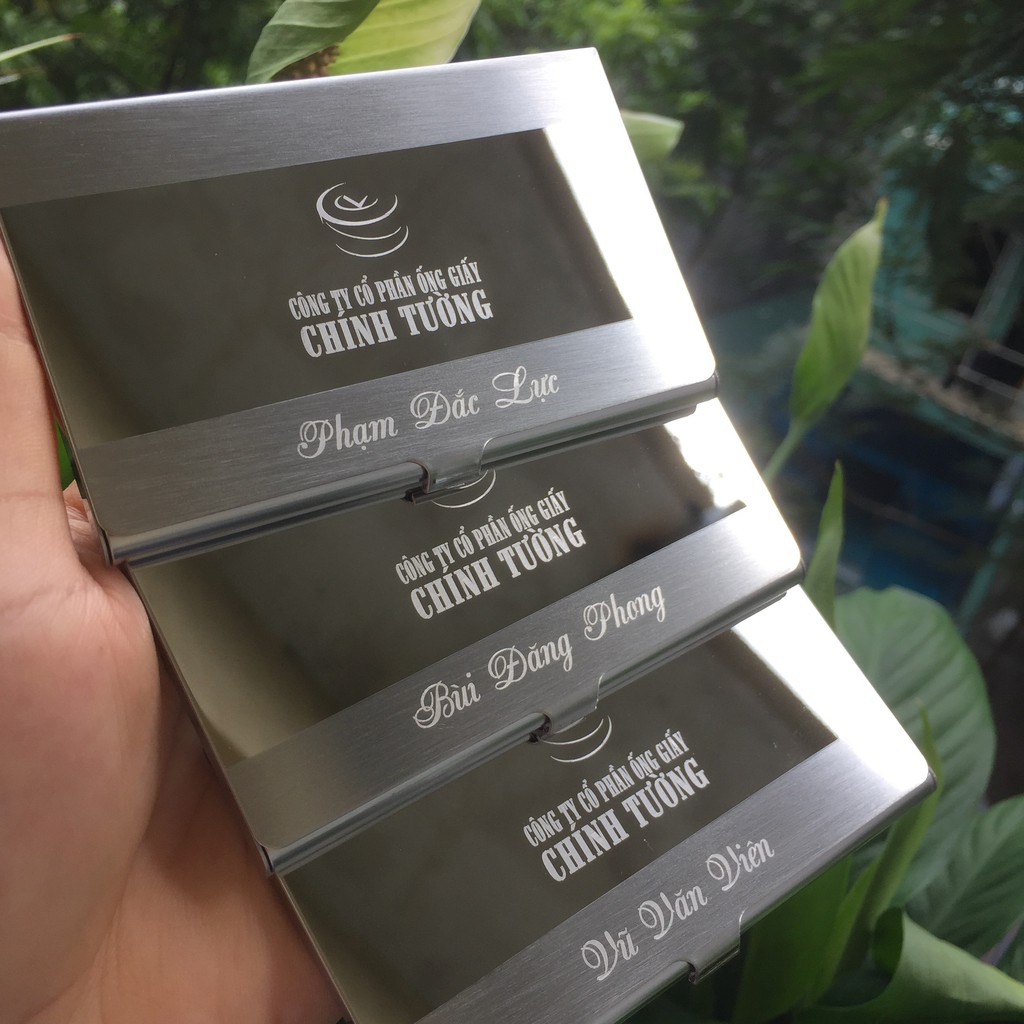 CÔNG TY CỔ PHẦN ỐNG GIẤY
CHÍNH TƯỜNG
Phạm Đắc Lực
CÔNG TY CỔ PHẦN ỐNG GIẤY
CHÍNH TƯỜNG
Bùi Đăng Phong
CÔNG TY CỔ PHẦN ỐNG GIẤY
CHÍNH TƯỜNG
Vũ Văn Viên